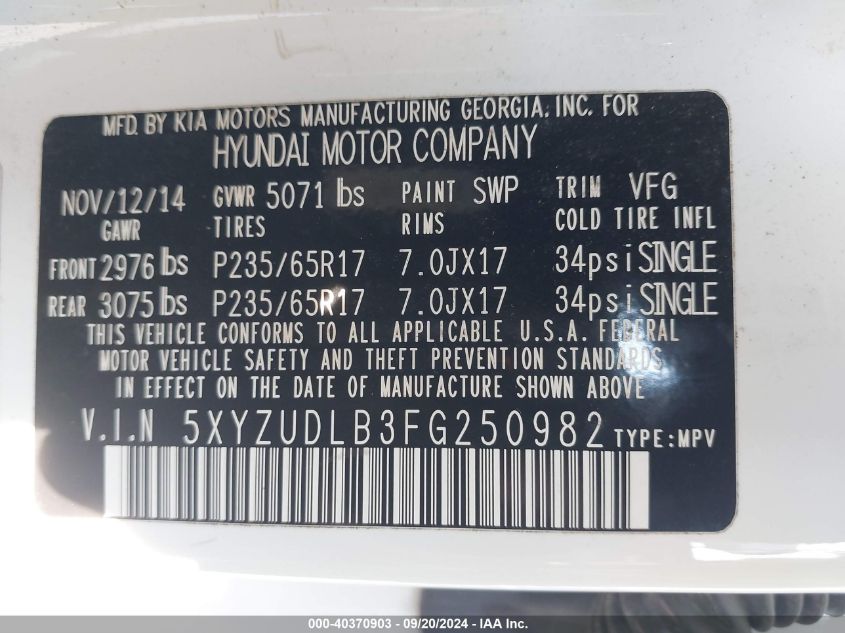 MFD. BY KIA MOTORS MANUFACTURING GEORGIA, INC. FOR
HYUNDAI MOTOR COMPANY
NOV/12/14 GVWR 5071 lbs PAINT SWP TRIM VFG
GAWR TIRES RIMS COLD TIRE INFL
FRONT 2976 lbs P235/65R17 7.0JX17 34psi SINGLE
REAR 3075 lbs P235/65R17 7.0JX17 34psi SINGLE
THIS VEHICLE CONFORMS TO ALL APPLICABLE U.S.A. FEDERAL
MOTOR VEHICLE SAFETY AND THEFT PREVENTION STANDARDS
IN EFFECT ON THE DATE OF MANUFACTURE SHOWN ABOVE
V.I.N 5XYZUDLB3FG250982 TYPE:MPV
000-40370903 - 09/20/2024 - IAA Inc.